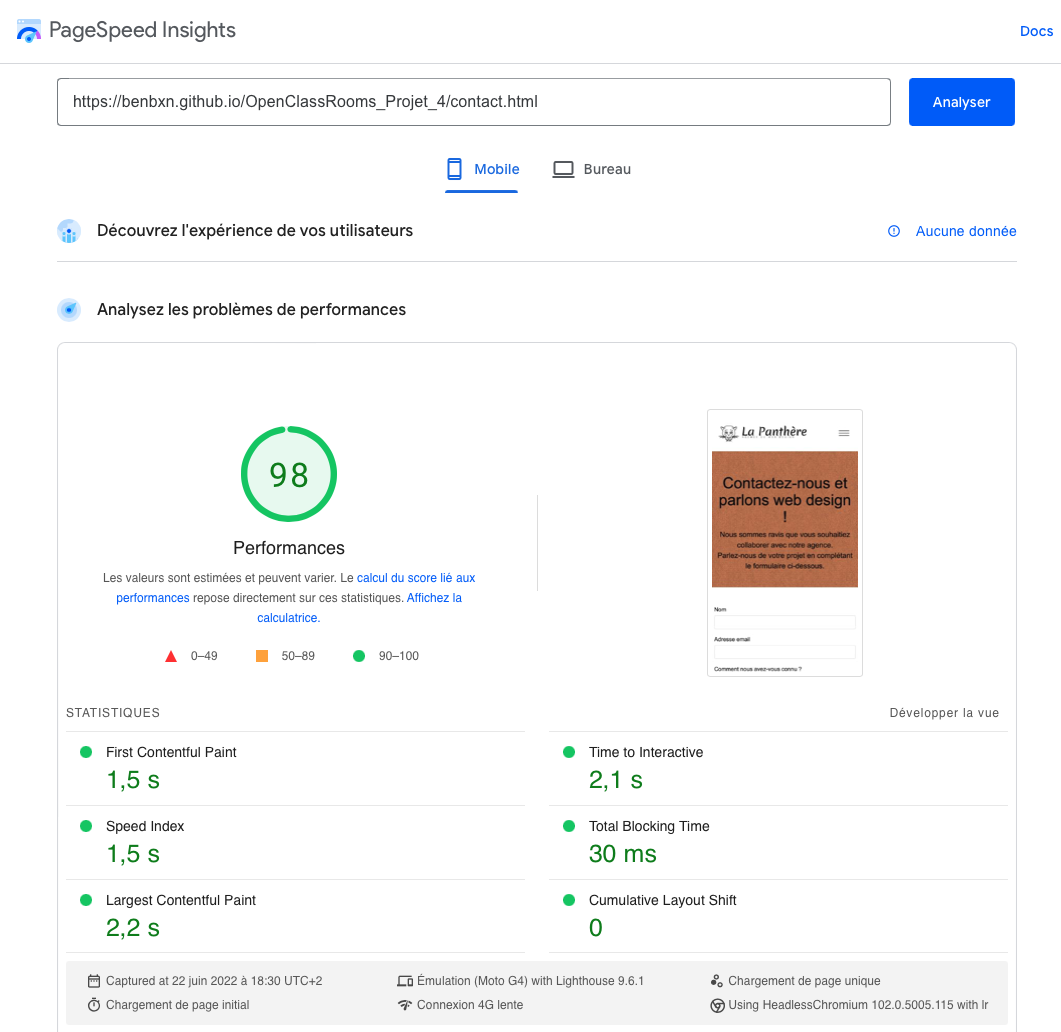 PageSpeed Insights
Docs
https://benbxn.github.io/OpenClassRooms_Projet_4/contact.html
Analyser
Mobile
Bureau
Découvrez l'expérience de vos utilisateurs
Aucune donnée
Analysez les problèmes de performances
98
Performances
Les valeurs sont estimées et peuvent varier. Le calcul du score lié aux
performances repose directement sur ces statistiques. Affichez la
calculatrice.
0–49
50–89
90–100
La Panthère
Contactez-nous et
parlons web design
!
Nous sommes ravis que vous souhaitiez
collaborer avec notre agence.
Parlez-nous de votre projet en complétant
le formulaire ci-dessous.
Nom
Adresse email
Comment nous avez-vous connu ?
STATISTIQUES
Développer la vue
First Contentful Paint
1,5 s
Time to Interactive
2,1 s
Speed Index
1,5 s
Total Blocking Time
30 ms
Largest Contentful Paint
2,2 s
Cumulative Layout Shift
0
Captured at 22 juin 2022 à 18:30 UTC+2
Émulation (Moto G4) with Lighthouse 9.6.1
Chargement de page unique
Chargement de page initial
Connexion 4G lente
Using HeadlessChromium 102.0.5005.115 with lr